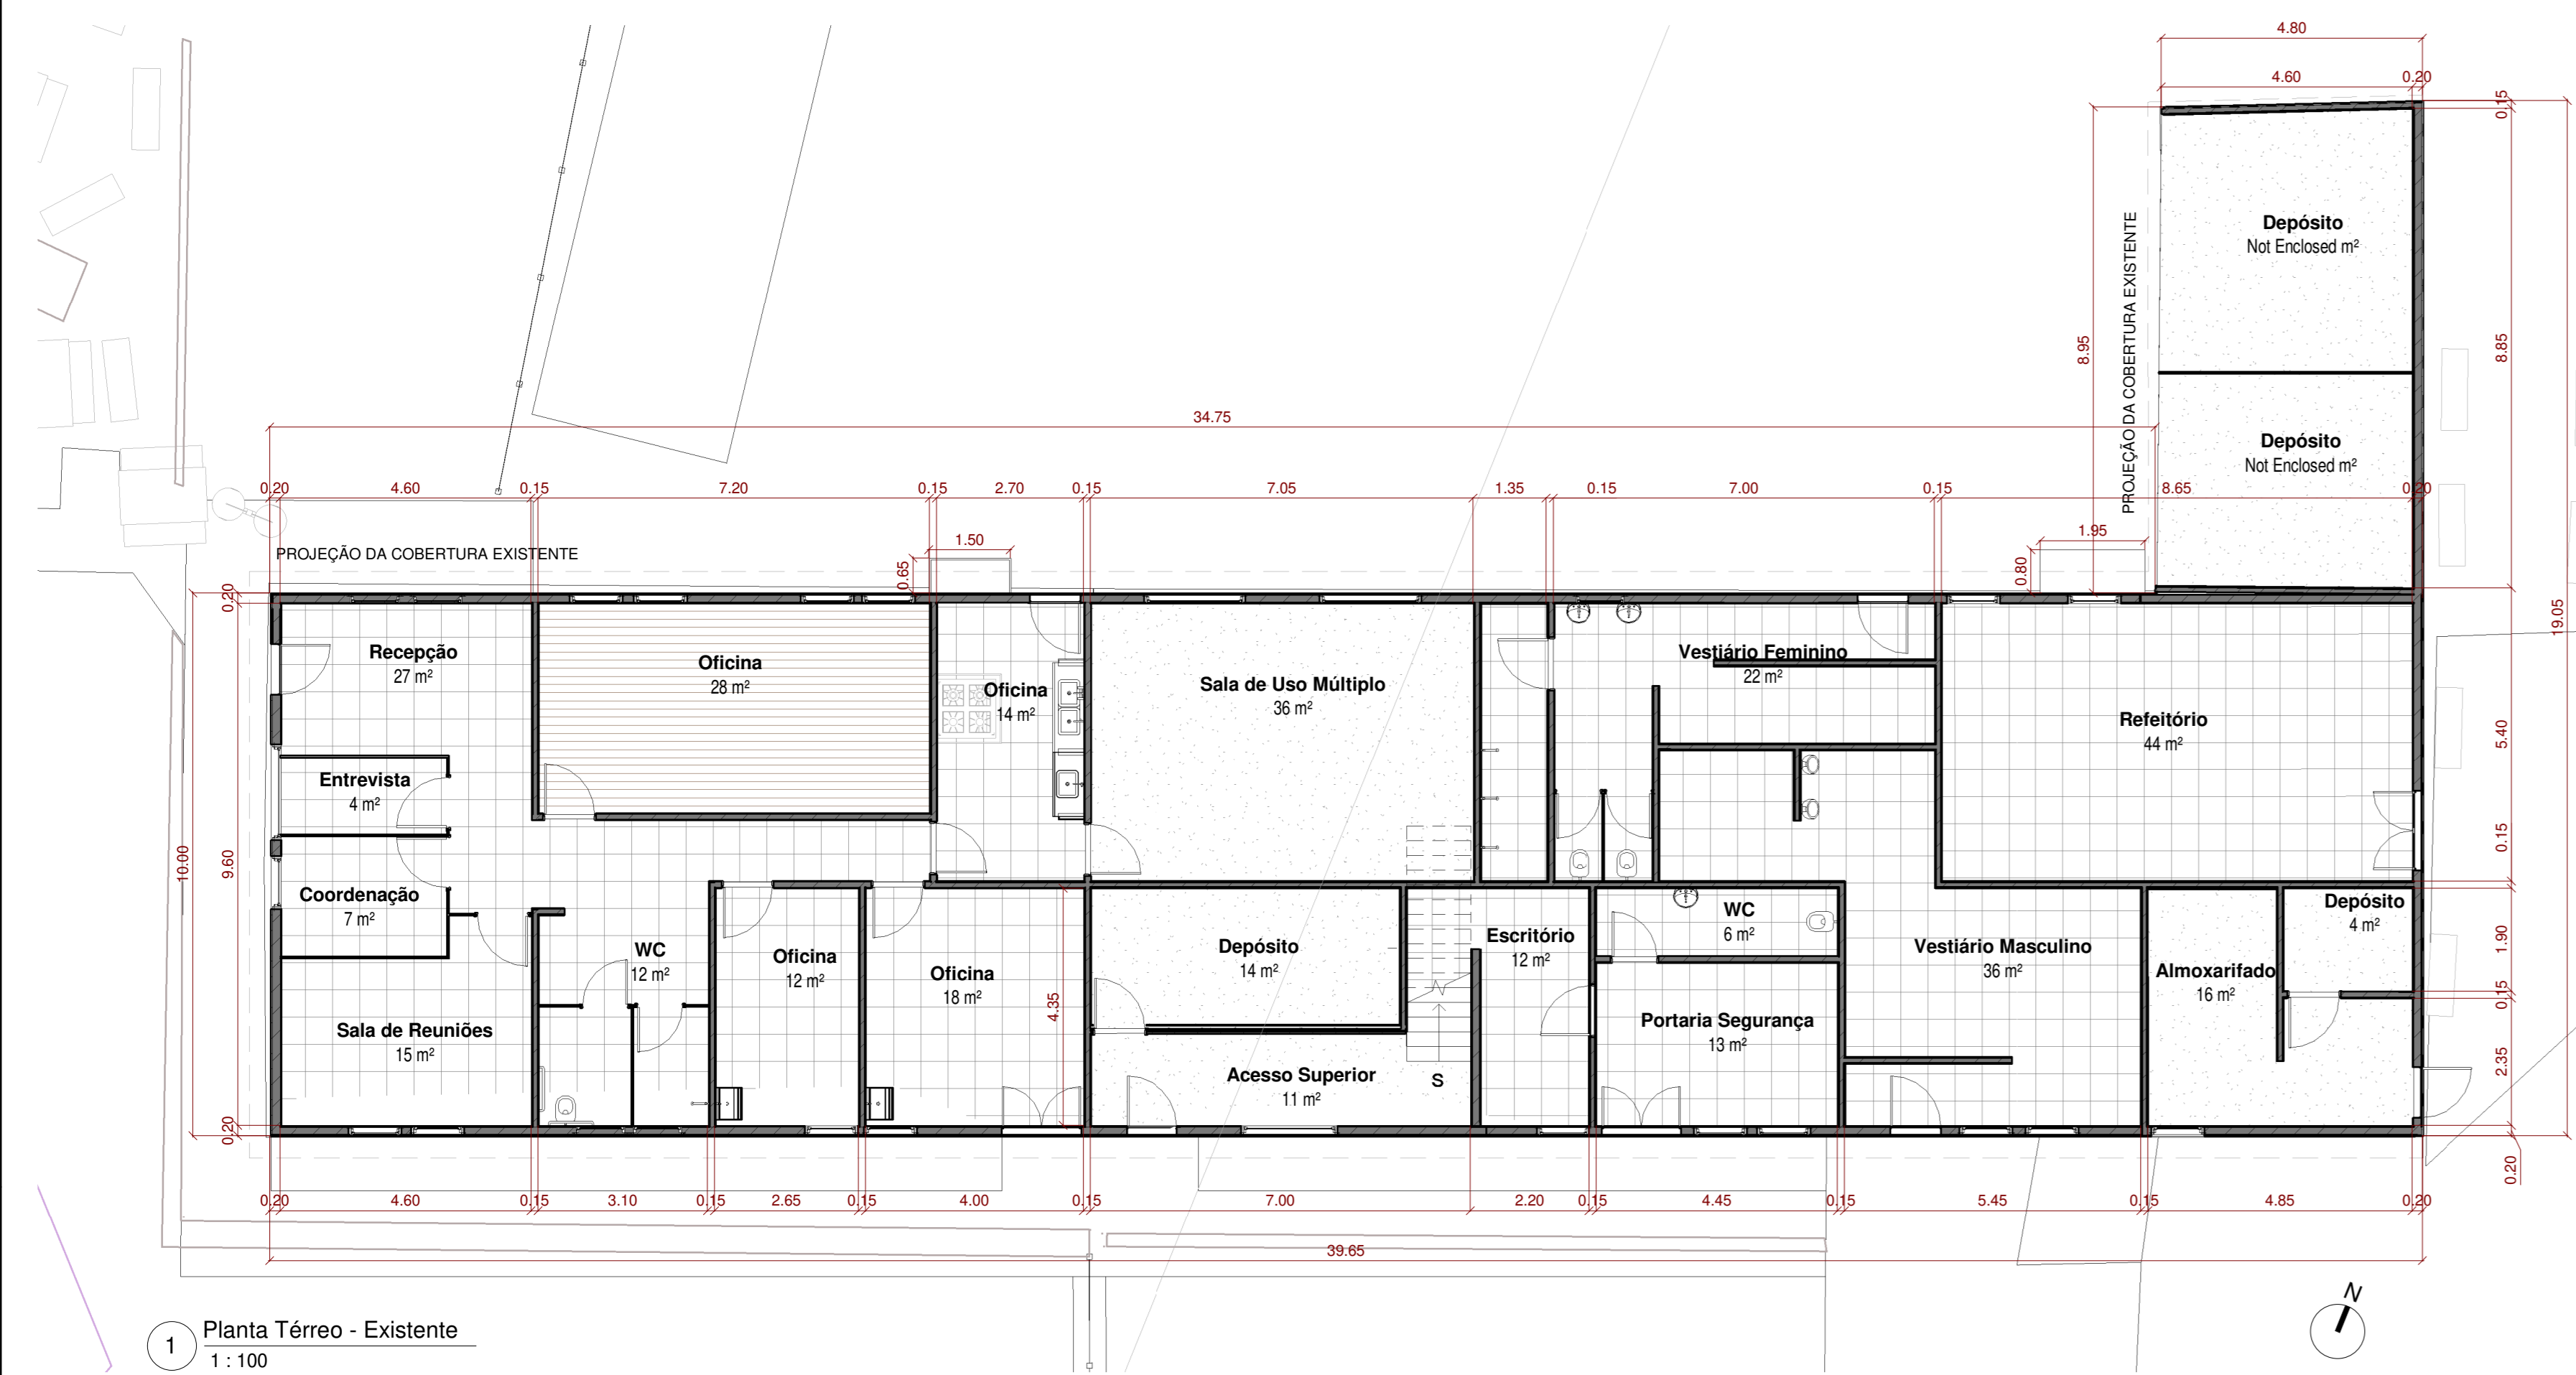 4.80
4.60
0.20
0.15
Depósito
Not Enclosed m²
PROJEÇÃO DA COBERTURA EXISTENTE
8.95
8.85
34.75
Depósito
Not Enclosed m²
0.20
4.60
0.15
7.20
0.15
2.70
0.15
7.05
1.35
0.15
7.00
0.15
8.65
0.20
PROJEÇÃO DA COBERTURA EXISTENTE
1.50
0.65
1.95
0.80
19.05
0.20
Recepção
27 m²
Oficina
28 m²
Oficina
14 m²
Sala de Uso Múltiplo
36 m²
Vestiário Feminino
22 m²
Refeitório
44 m²
5.40
Entrevista
4 m²
0.15
10.00
9.60
Coordenação
7 m²
WC
12 m²
Oficina
12 m²
Oficina
18 m²
4.35
Depósito
14 m²
Escritório
12 m²
WC
6 m²
Vestiário Masculino
36 m²
Almoxarifado
16 m²
Depósito
4 m²
1.90
0.15
Sala de Reuniões
15 m²
Portaria Segurança
13 m²
Acesso Superior
11 m²
S
2.35
0.20
0.20
0.20
4.60
0.15
3.10
0.15
2.65
0.15
4.00
0.15
7.00
2.20
0.15
4.45
0.15
5.45
0.15
4.85
0.20
39.65
N
1
Planta Térreo - Existente
1 : 100